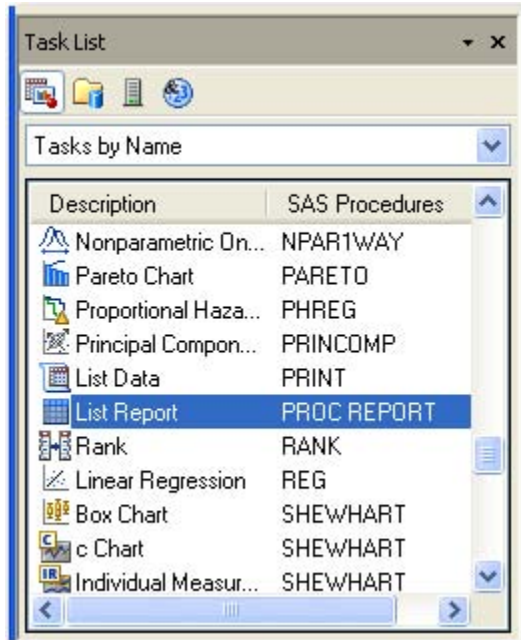 Task List
Tasks by Name
Description SAS Procedures
Nonparametric On... NPAR1WAY
Pareto Chart PARETO
Proportional Haza... PHREG
Principal Compon... PRINCOMP
List Data PRINT
List Report PROC REPORT
Rank RANK
Linear Regression REG
Box Chart SHEWHART
c Chart SHEWHART
Individual Measur... SHEWHART